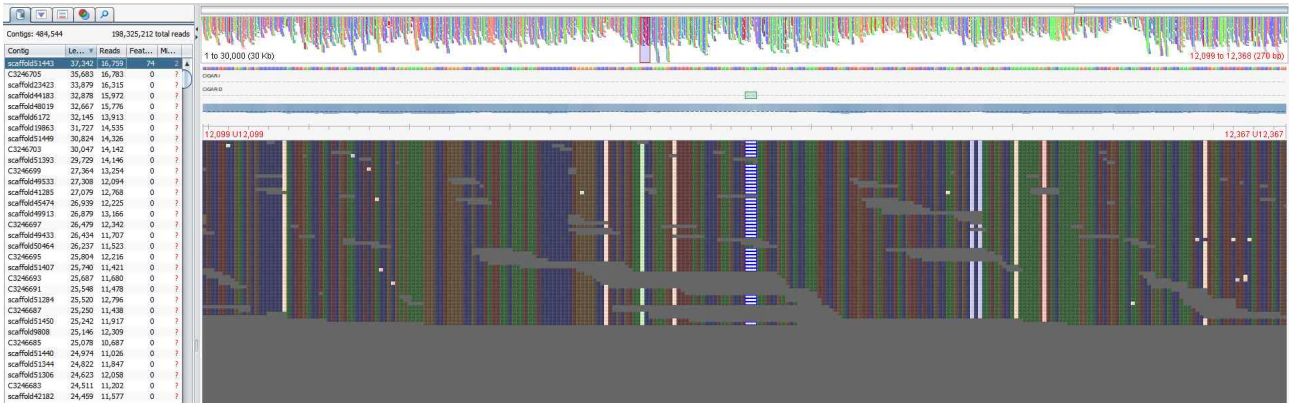 Contigs: 484,544 198,325,212 total reads
Contig Le... Reads Feat... Mi...
scaffold51443 37,342 16,759 74 2
C3246705 35,683 16,783 0 ?
scaffold23423 33,879 16,315 0 ?
scaffold44183 32,878 15,972 0 ?
scaffold48019 32,667 15,776 0 ?
scaffold6172 32,145 13,913 0 ?
scaffold19863 31,727 14,535 0 ?
scaffold51449 30,824 14,326 0 ?
C3246703 30,047 14,142 0 ?
scaffold51393 29,729 14,146 0 ?
C3246699 27,364 13,254 0 ?
scaffold49533 27,308 12,094 0 ?
scaffold41285 27,079 12,768 0 ?
scaffold45474 26,939 12,225 0 ?
scaffold49913 26,879 13,166 0 ?
C3246697 26,479 12,342 0 ?
scaffold49433 26,434 11,707 0 ?
scaffold50464 26,237 11,523 0 ?
C3246695 25,804 12,216 0 ?
scaffold51407 25,740 11,421 0 ?
C3246693 25,687 11,680 0 ?
C3246691 25,548 11,478 0 ?
scaffold51284 25,520 12,796 0 ?
C3246687 25,250 11,438 0 ?
scaffold51450 25,242 11,917 0 ?
scaffold9808 25,146 12,309 0 ?
C3246685 25,078 10,687 0 ?
scaffold51440 24,974 11,026 0 ?
scaffold51344 24,822 11,847 0 ?
scaffold51306 24,623 12,058 0 ?
C3246683 24,511 11,202 0 ?
scaffold42182 24,459 11,577 0 ?
1 to 30,000 (30 Kb) 12,099 to 12,368 (270 bp)
CIGAR-I
CIGAR-D
12,099 U12,099 12,367 U12,367